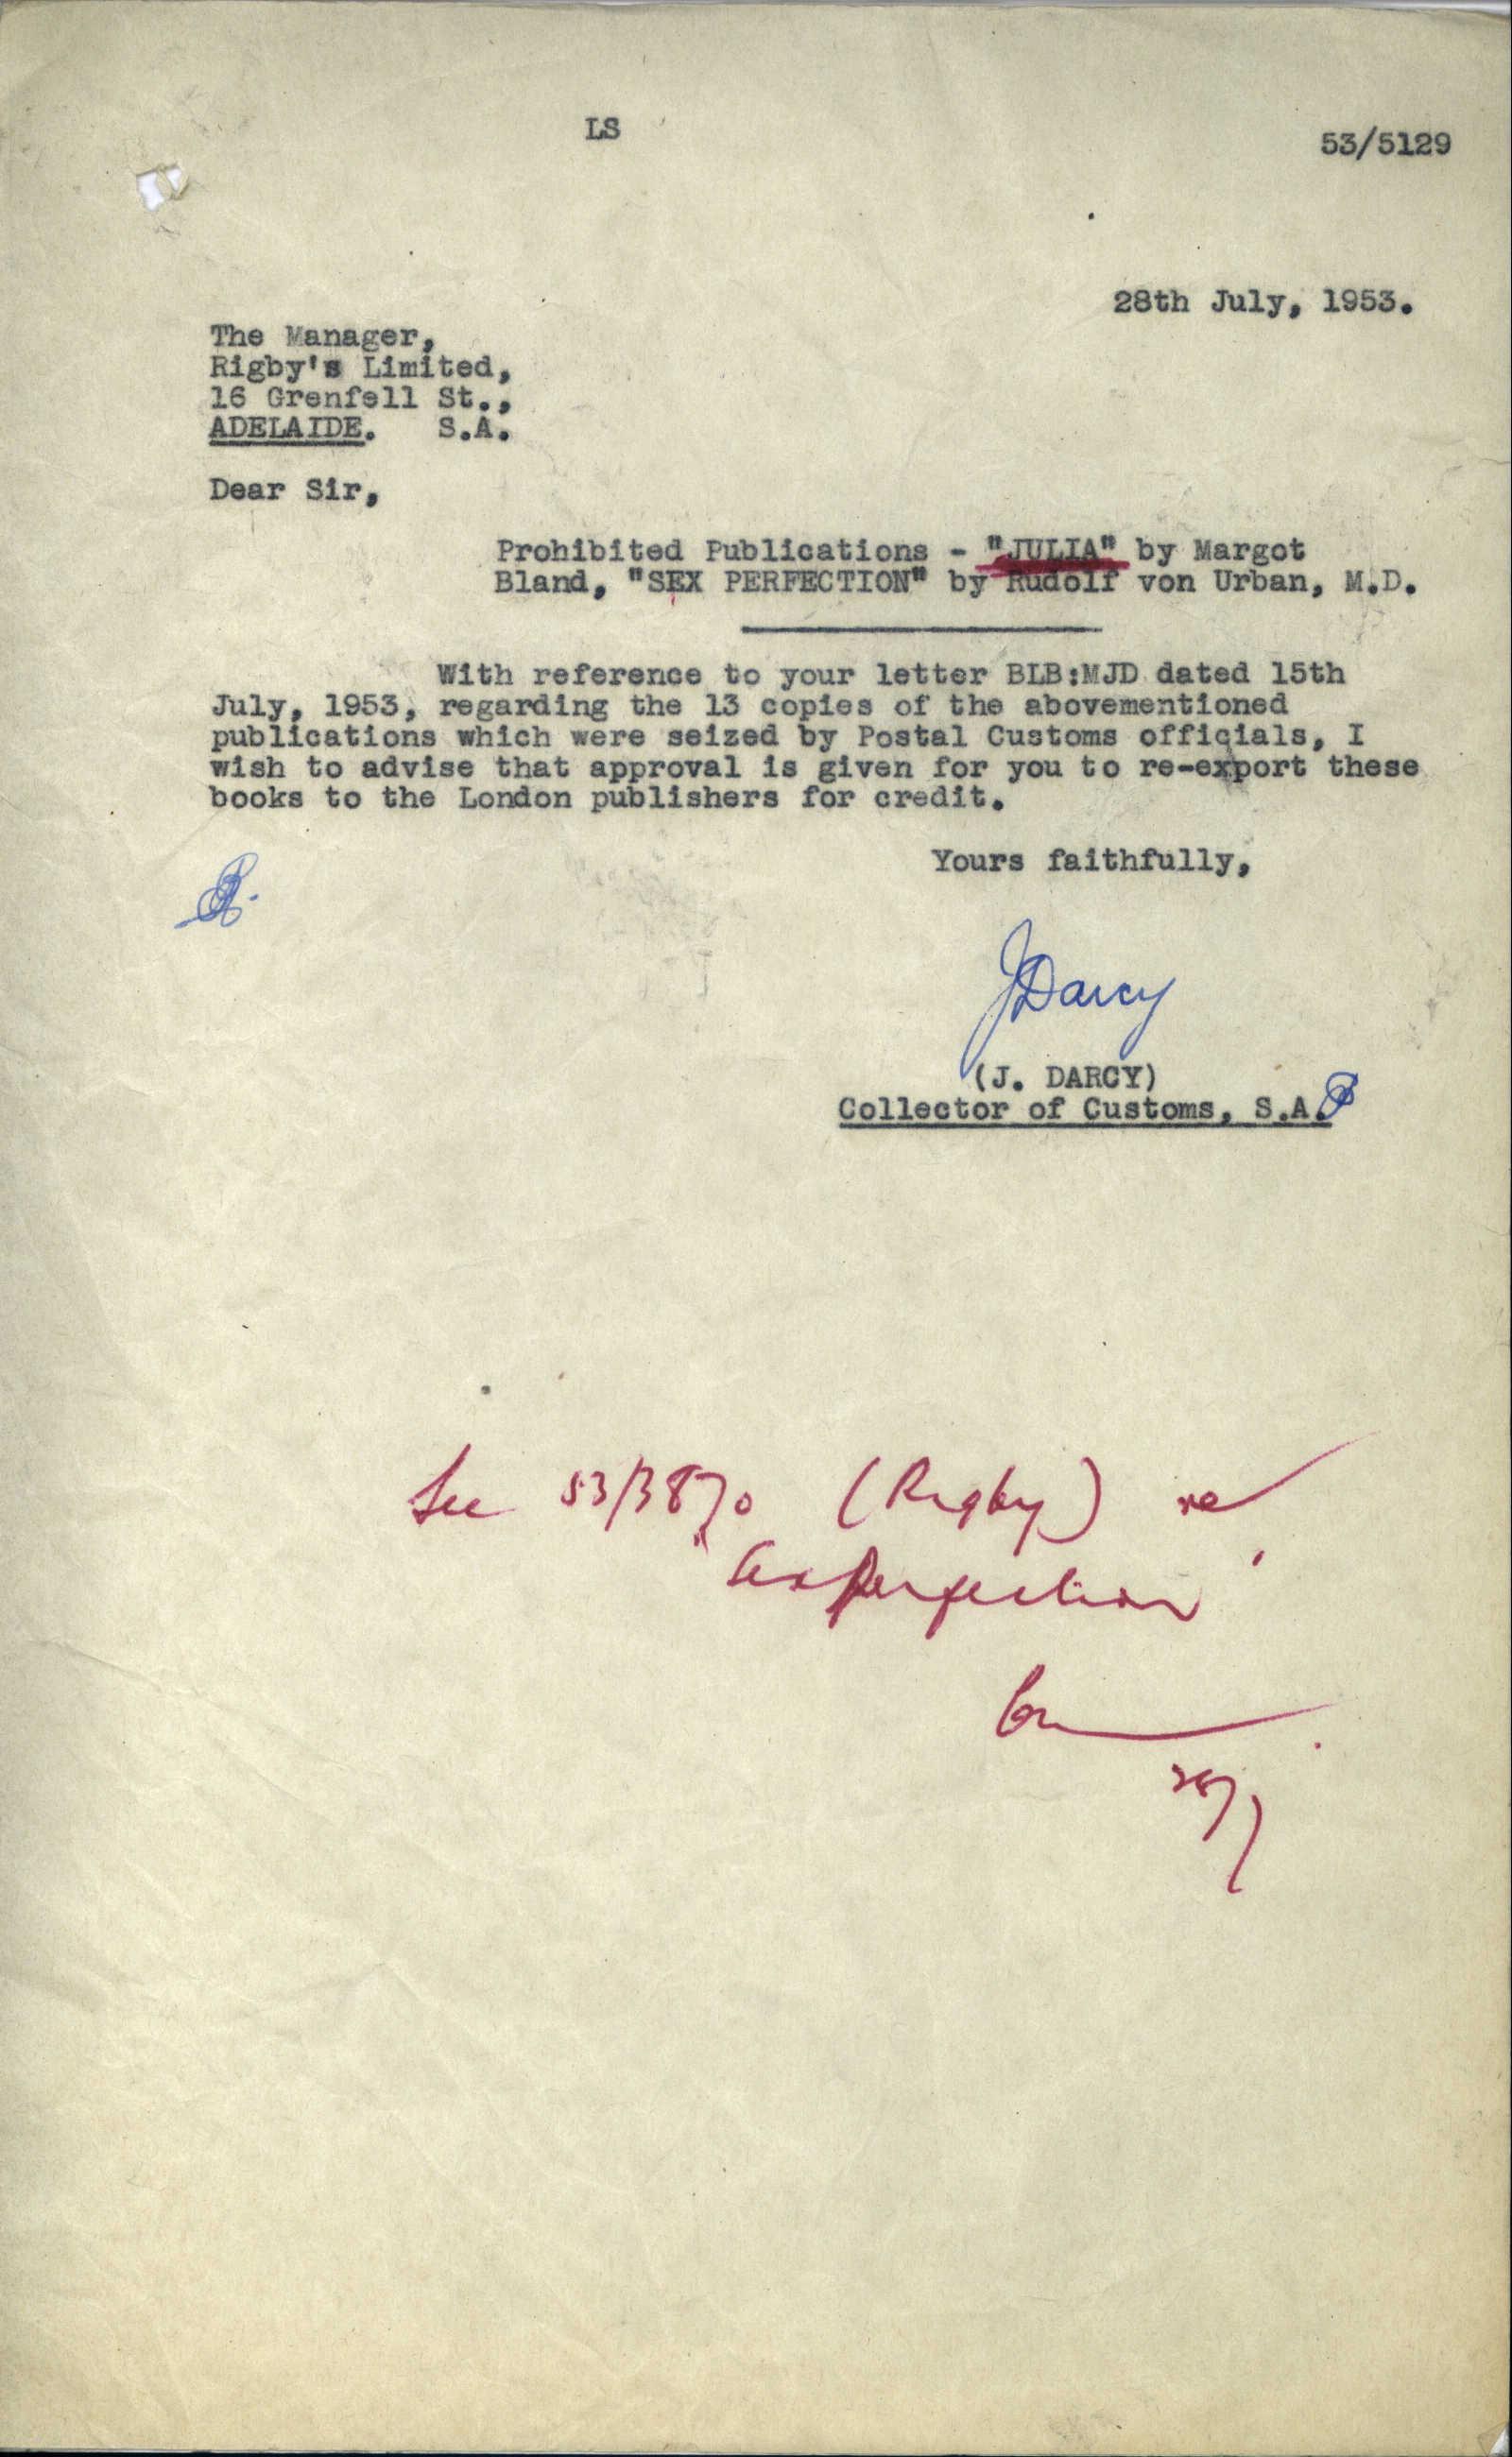 LS
53/5129
28th July, 1953.
The Manager,
Rigby's Limited,
16 Grenfell St.,
ADELAIDE. S.A.
Dear Sir,
Prohibited Publications - "JULIA" by Margot
Bland, "SEX PERFECTION" by Rudolf von Urban, M.D.
With reference to your letter BLB:MJD dated 15th
July, 1953, regarding the 13 copies of the abovementioned
publications which were seized by Postal Customs officials, I
wish to advise that approval is given for you to re-export these
books to the London publishers for credit.
Yours faithfully,
JDarcy
(J. DARCY)
Collector of Customs, S.A.
See 53/3870 (Rigby) re
"Sex Perfection"
28/7